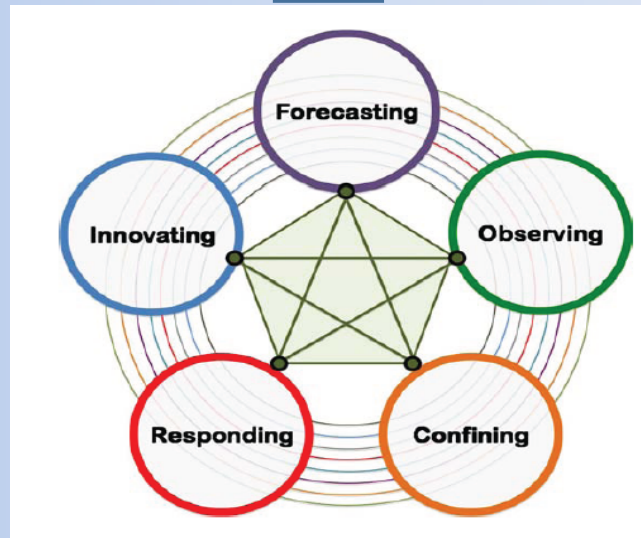 Forecasting
Innovating
Observing
Responding
Confining